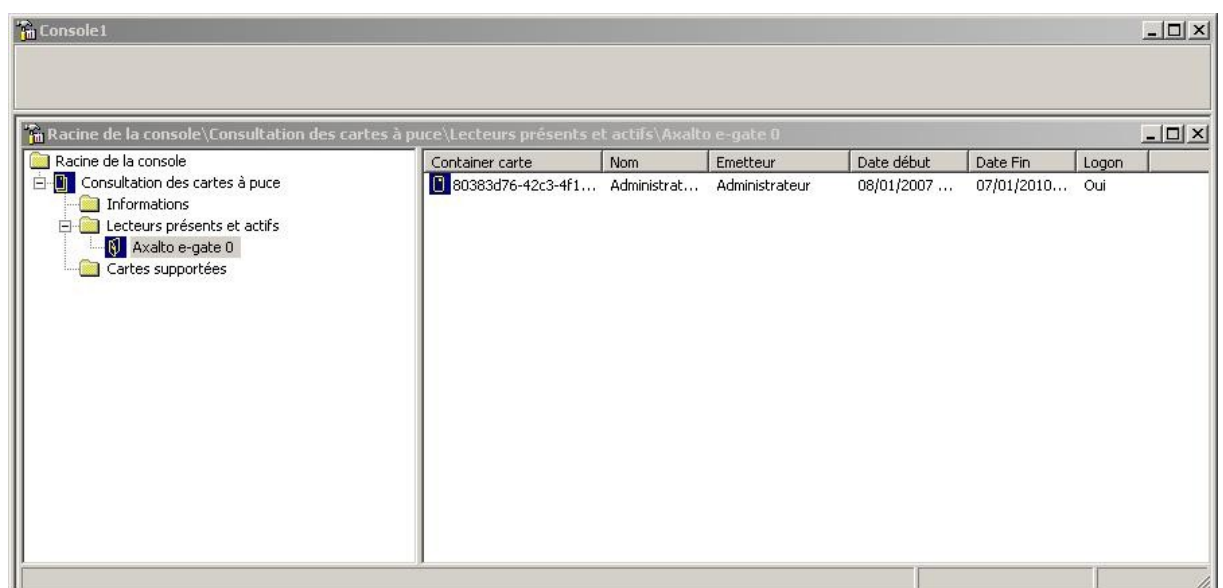 Console1
Racine de la console\Consultation des cartes à puce\Lecteurs présents et actifs\Axalto e-gate 0
Racine de la console
Consultation des cartes à puce
Informations
Lecteurs présents et actifs
Axalto e-gate 0
Cartes supportées
Container carte Nom Emetteur Date début Date Fin Logon
80383d76-42c3-4f1... Administrat... Administrateur 08/01/2007 ... 07/01/2010... Oui